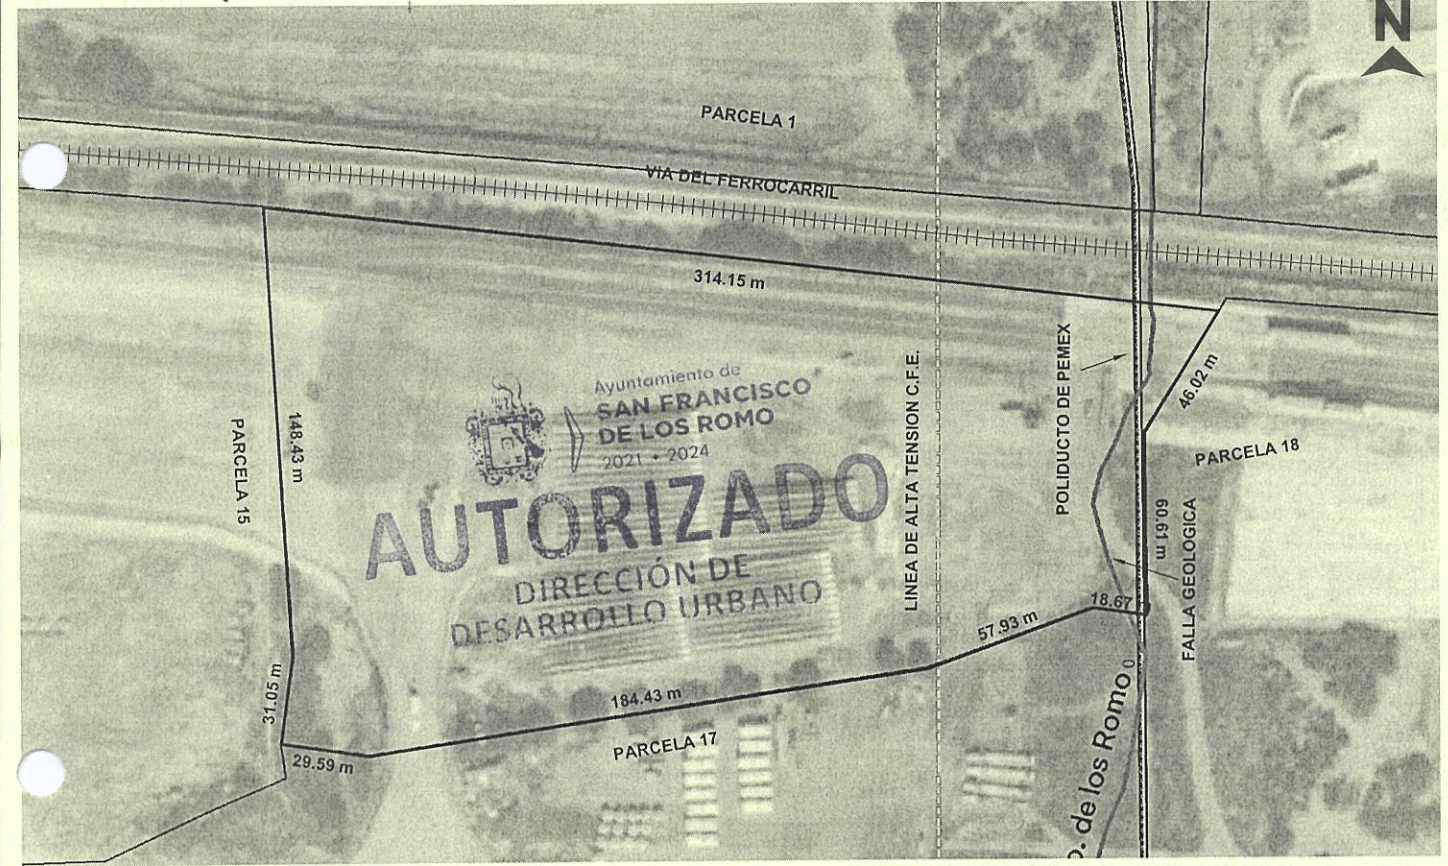 N
PARCELA 1
VIA DEL FERROCARRIL
314.15 m
POLIDUCTO DE PEMEX
46.02 m
LINEA DE ALTA TENSION C.F.E.
Ayuntamiento de
SAN FRANCISCO
DE LOS ROMO
2021 • 2024
AUTORIZADO
DIRECCIÓN DE
DESARROLLO URBANO
PARCELA 15
148.43 m
PARCELA 18
60.61 m
FALLA GEOLOGICA
18.67
57.93 m
31.05 m
184.43 m
PARCELA 17
29.59 m
o. de los Romo